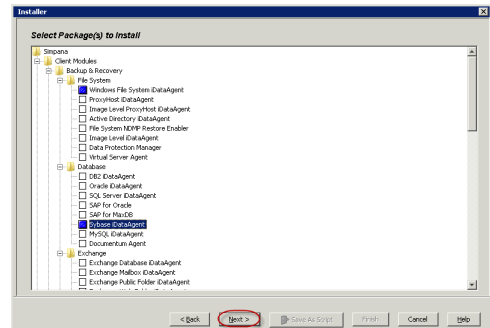 Installer
Select Package(s) to Install
Simpana
Client Modules
Backup & Recovery
File System
Windows File System iDataAgent
ProxyHost iDataAgent
Image Level ProxyHost iDataAgent
Active Directory iDataAgent
File System NDMP Restore Enabler
Image Level iDataAgent
Data Protection Manager
Virtual Server Agent
Database
DB2 iDataAgent
Oracle iDataAgent
SQL Server iDataAgent
SAP for Oracle
SAP for MaxDB
Sybase iDataAgent
MySQL iDataAgent
Documentum Agent
Exchange
Exchange Database iDataAgent
Exchange Mailbox iDataAgent
Exchange Public Folder iDataAgent
< Back Next > Save As Script Finish Cancel Help